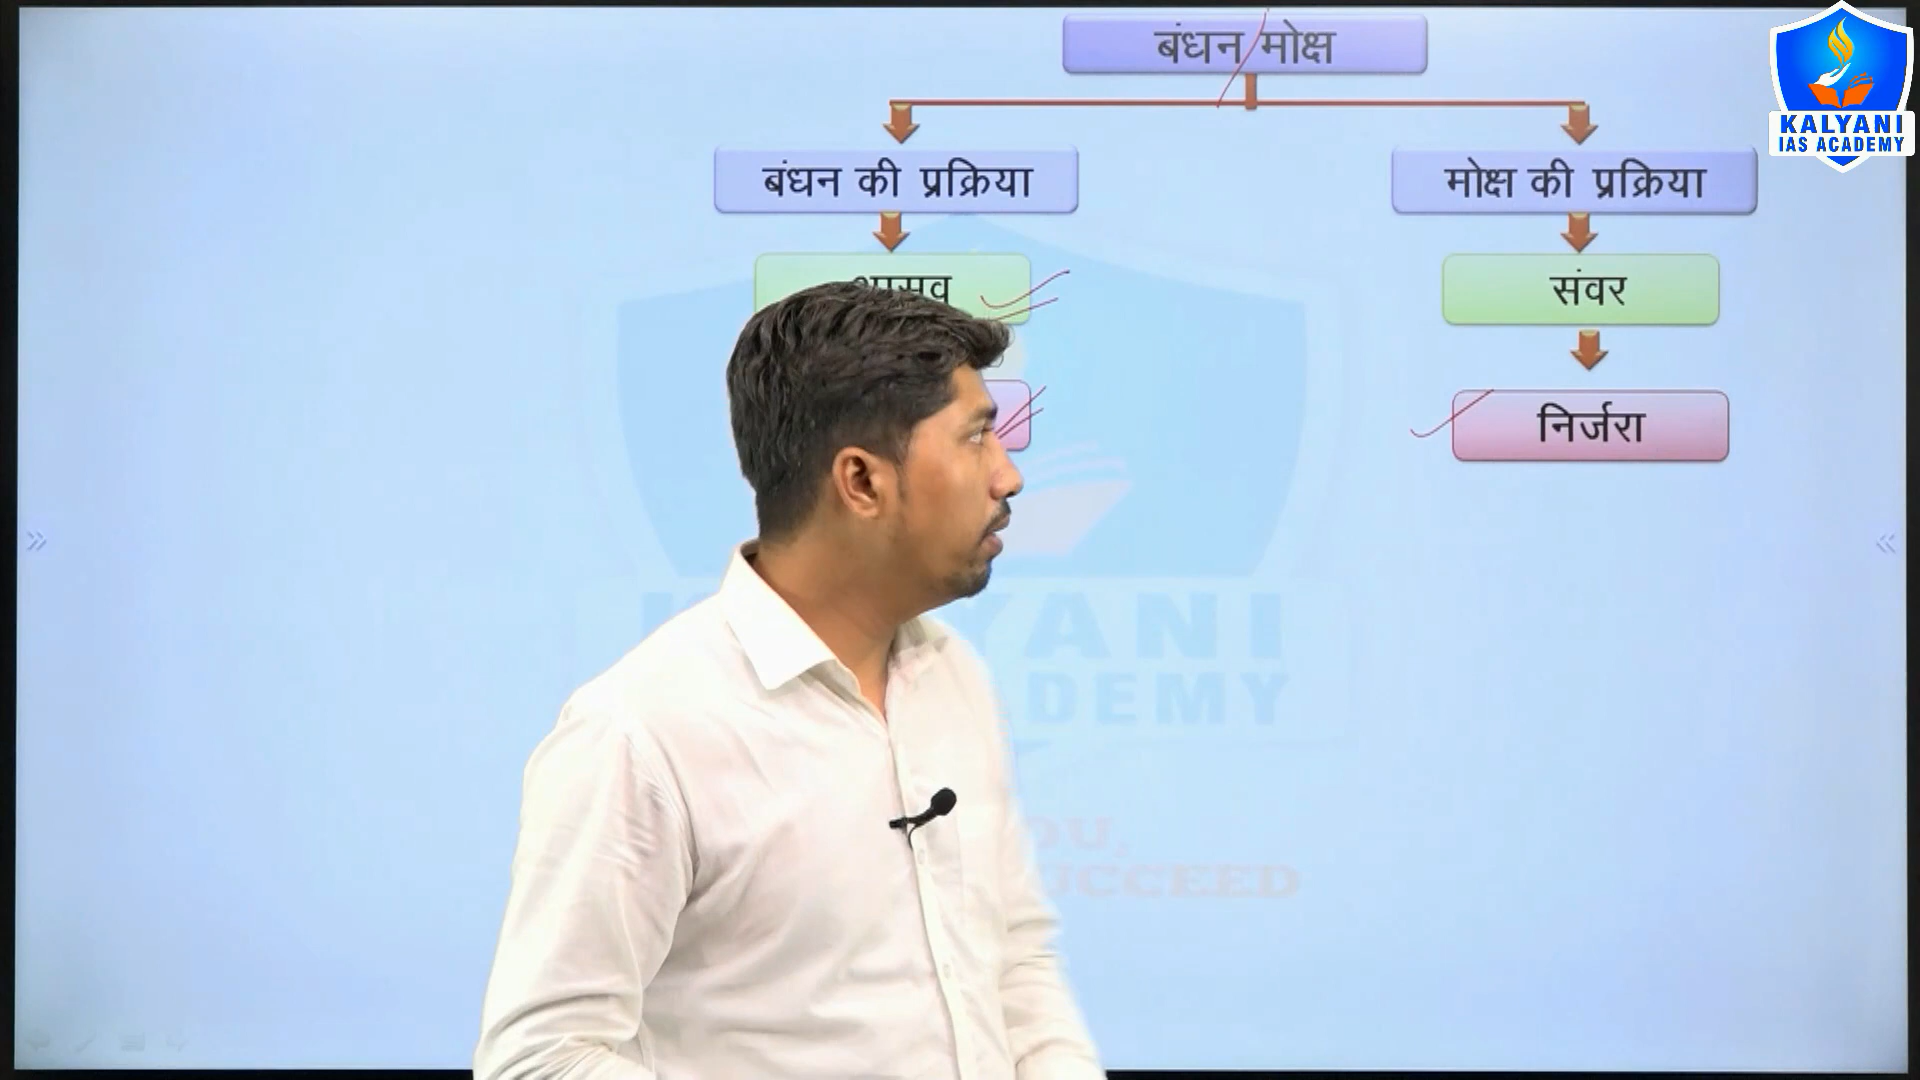 बंधन मोक्ष
KALYANI
IAS ACADEMY
बंधन की प्रक्रिया
मोक्ष की प्रक्रिया
संवर
निर्जरा